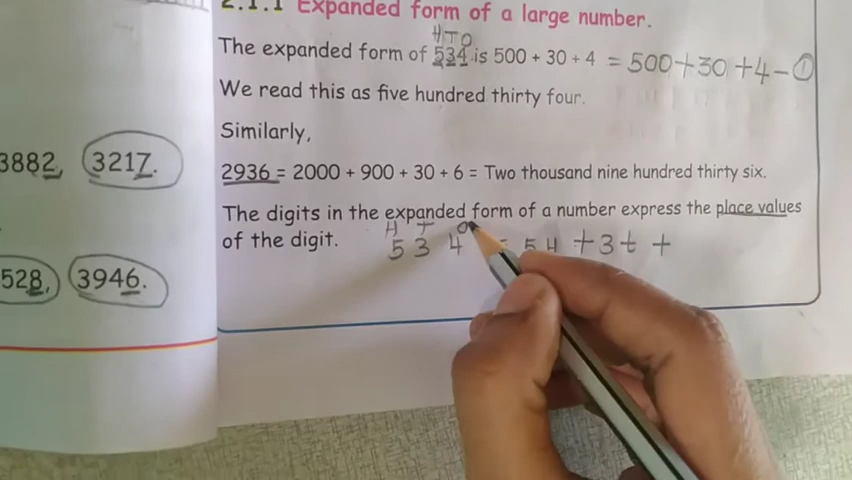 2.1.1 Expanded form of a large number.
H T O
The expanded form of 534 is 500 + 30 + 4 = 500+30+4-①
We read this as five hundred thirty four.
Similarly,
3882, 3217.
2936 = 2000 + 900 + 30 + 6 = Two thousand nine hundred thirty six.
The digits in the expanded form of a number express the place values
H T O
of the digit. 5 3 4 = 5H + 3t +
528, 3946.